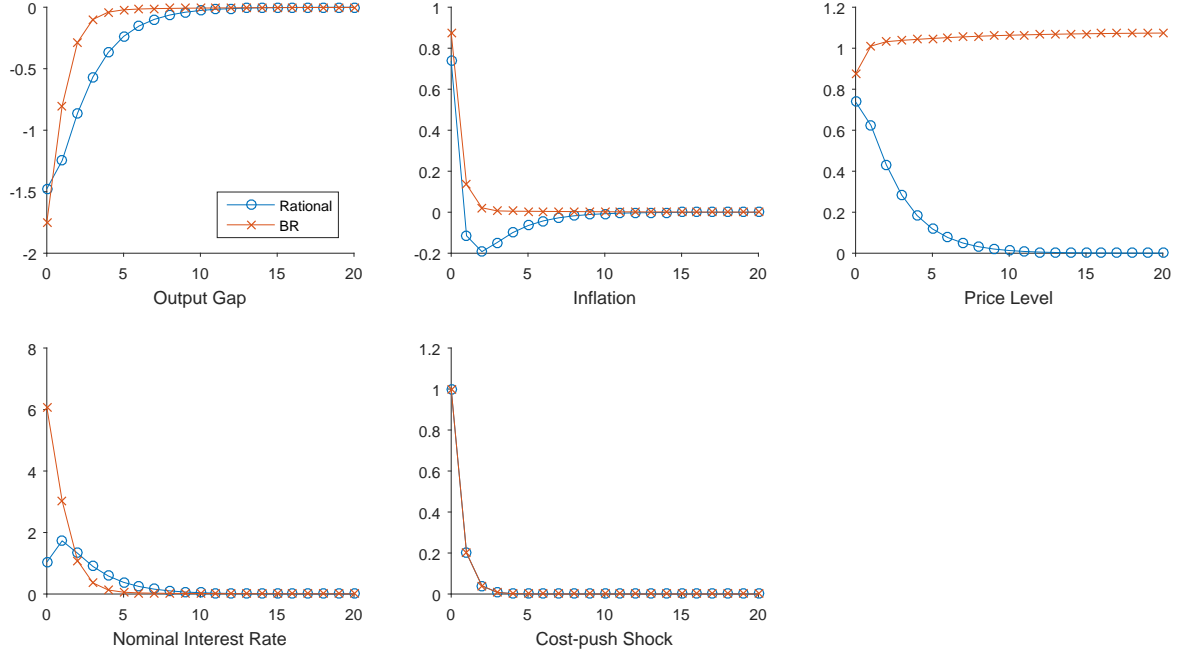 0
-0.5
-1
-1.5
-2
0 5 10 15 20
Output Gap
Rational
BR
1
0.8
0.6
0.4
0.2
0
-0.2
0 5 10 15 20
Inflation
1.2
1
0.8
0.6
0.4
0.2
0
0 5 10 15 20
Price Level
8
6
4
2
0
0 5 10 15 20
Nominal Interest Rate
1.2
1
0.8
0.6
0.4
0.2
0
0 5 10 15 20
Cost-push Shock